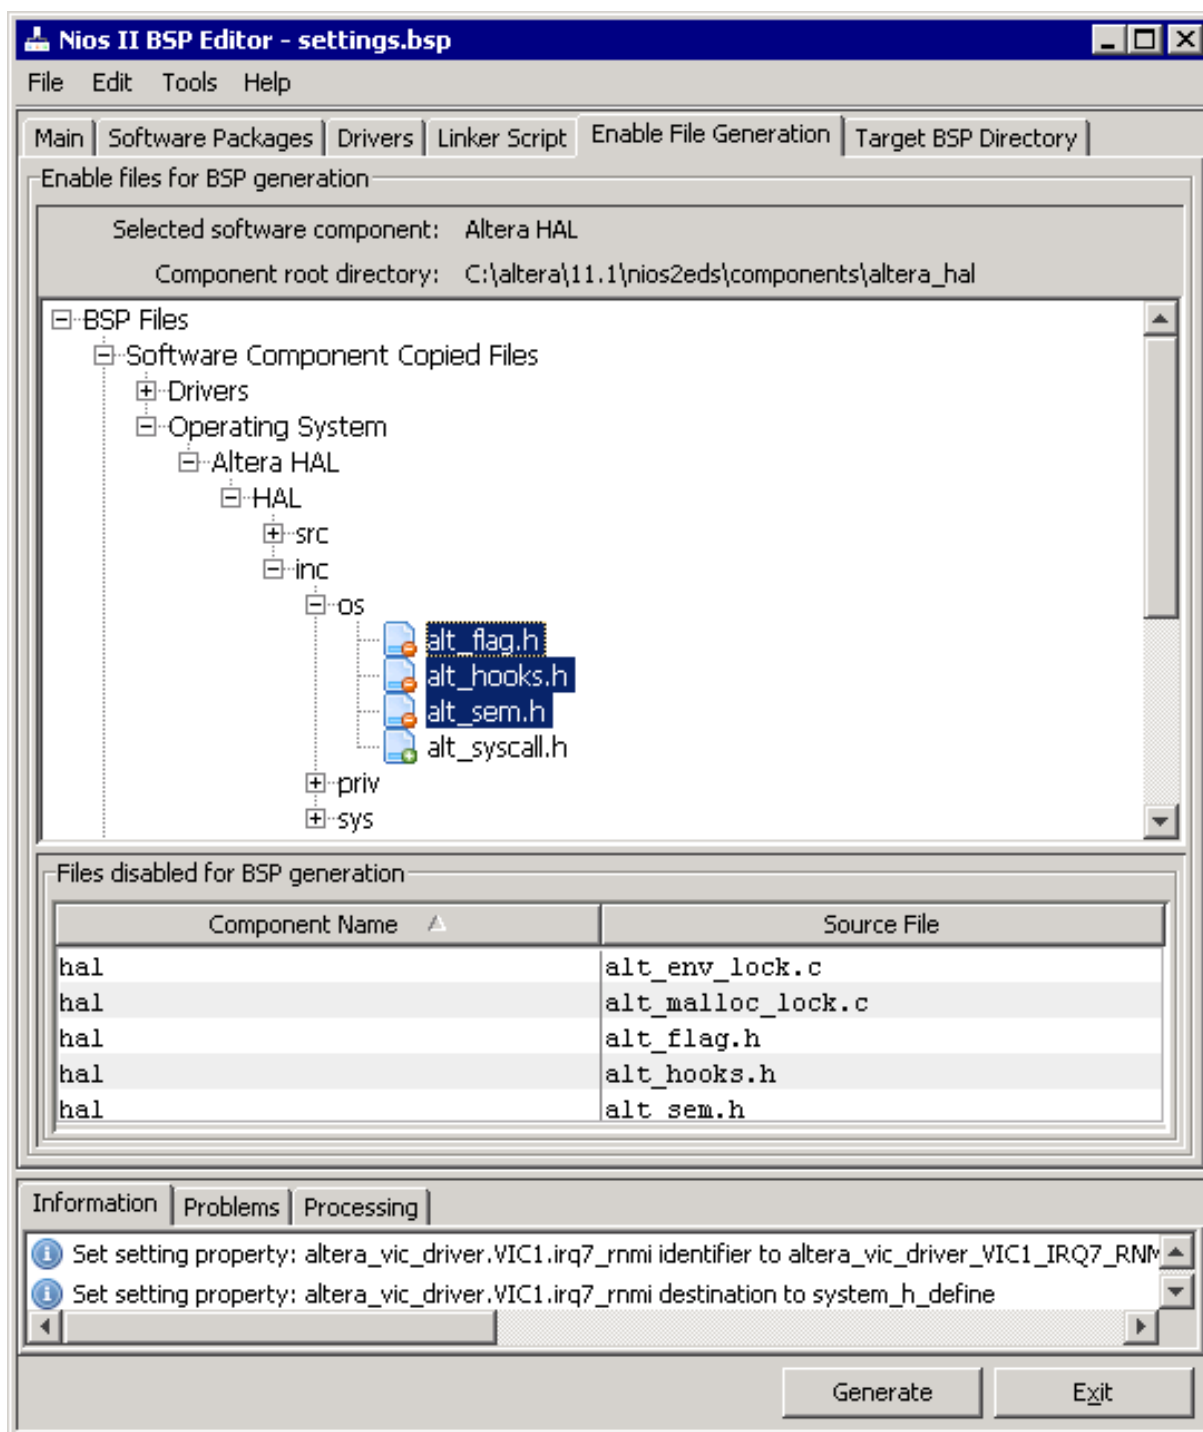 Nios II BSP Editor - settings.bsp
File Edit Tools Help
Main Software Packages Drivers Linker Script Enable File Generation Target BSP Directory
Enable files for BSP generation
Selected software component: Altera HAL
Component root directory: C:\altera\11.1\nios2eds\components\altera_hal
BSP Files
Software Component Copied Files
Drivers
Operating System
Altera HAL
HAL
src
inc
os
alt_flag.h
alt_hooks.h
alt_sem.h
alt_syscall.h
priv
sys
Files disabled for BSP generation
Component Name Source File
hal alt_env_lock.c
hal alt_malloc_lock.c
hal alt_flag.h
hal alt_hooks.h
hal alt_sem.h
Information Problems Processing
Set setting property: altera_vic_driver.VIC1.irq7_rnmi identifier to altera_vic_driver_VIC1_IRQ7_RNM
Set setting property: altera_vic_driver.VIC1.irq7_rnmi destination to system_h_define
Generate Exit